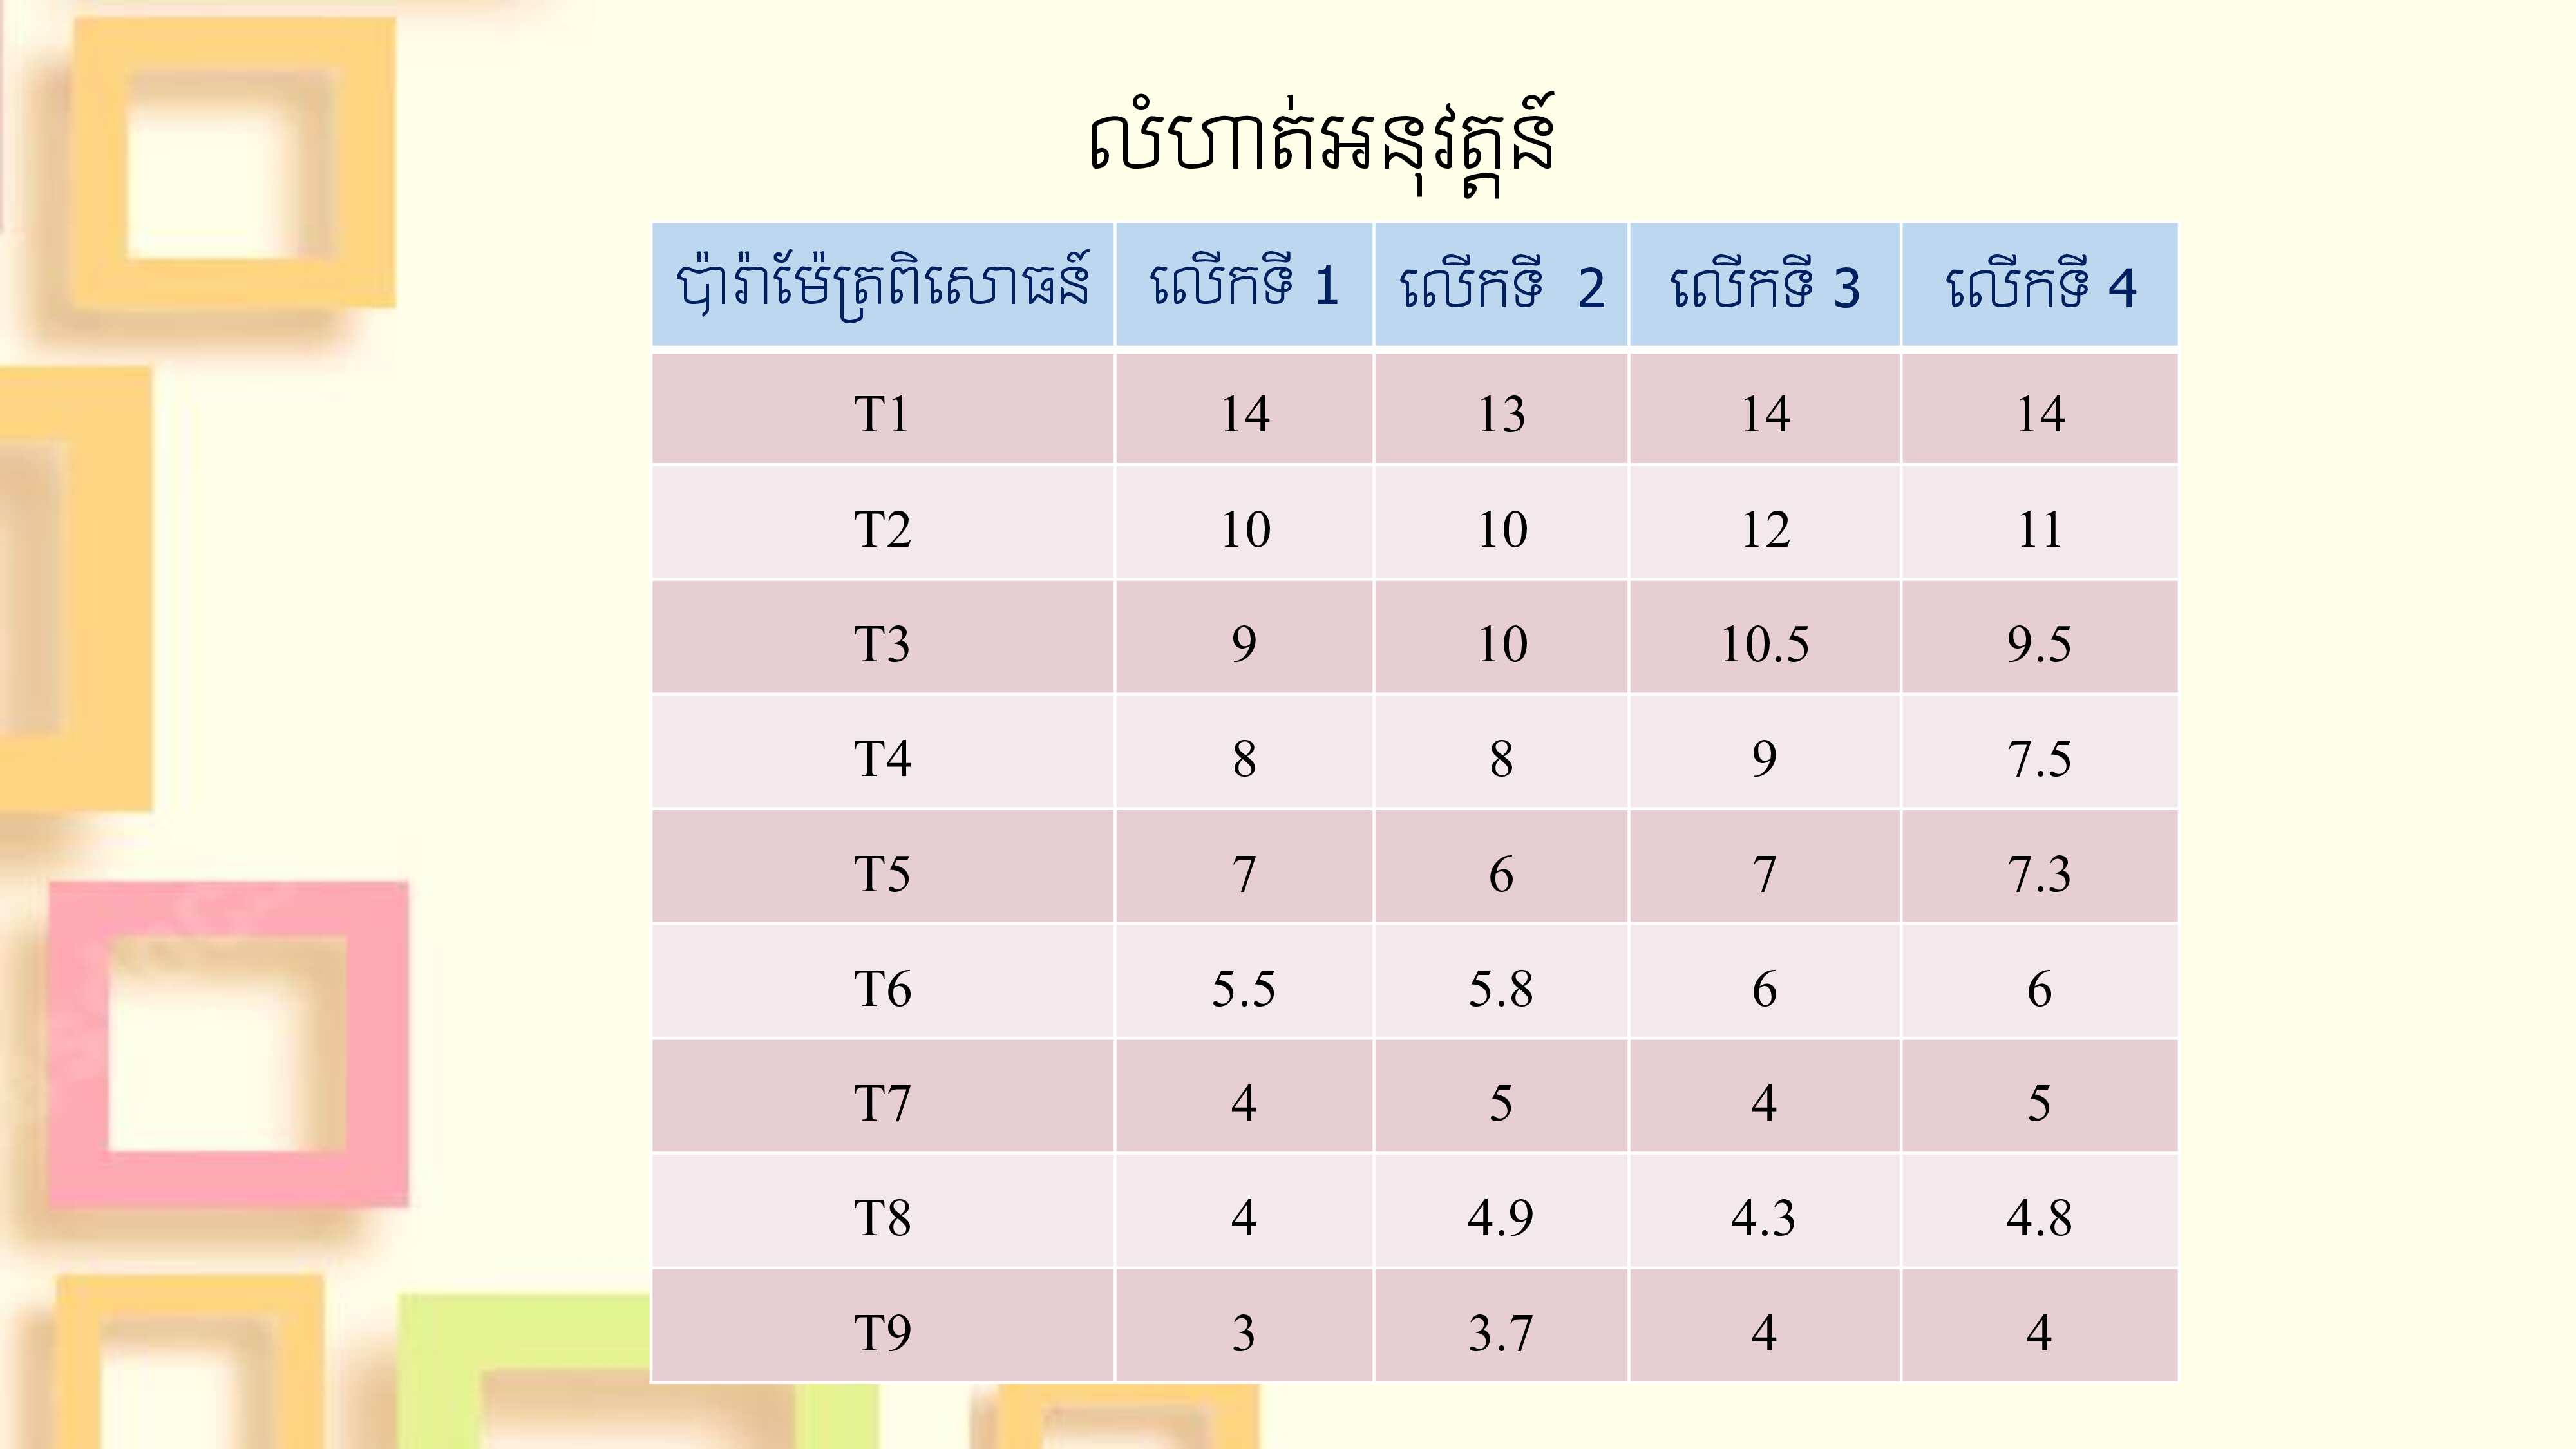 លំហាត់អនុវត្តន៍
ប៉ារ៉ាម៉ែត្រពិសោធន៍ លើកទី 1 លើកទី 2 លើកទី 3 លើកទី 4
T1 14 13 14 14
T2 10 10 12 11
T3 9 10 10.5 9.5
T4 8 8 9 7.5
T5 7 6 7 7.3
T6 5.5 5.8 6 6
T7 4 5 4 5
T8 4 4.9 4.3 4.8
T9 3 3.7 4 4